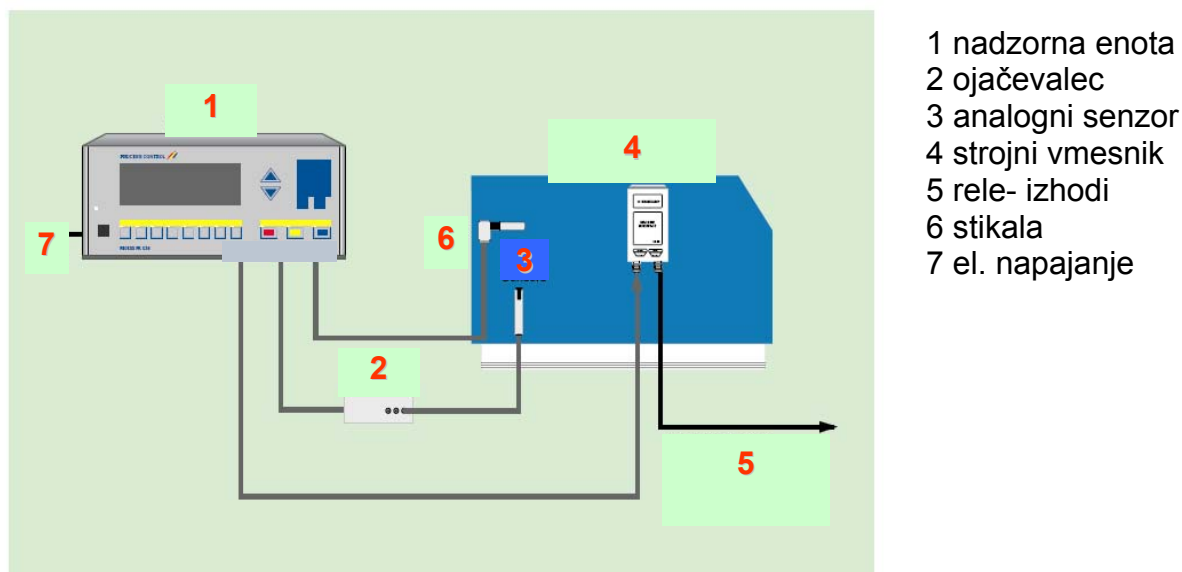 1
4
6
3
7
2
5
1 nadzorna enota
2 ojačevalec
3 analogni senzor
4 strojni vmesnik
5 rele- izhodi
6 stikala
7 el. napajanje